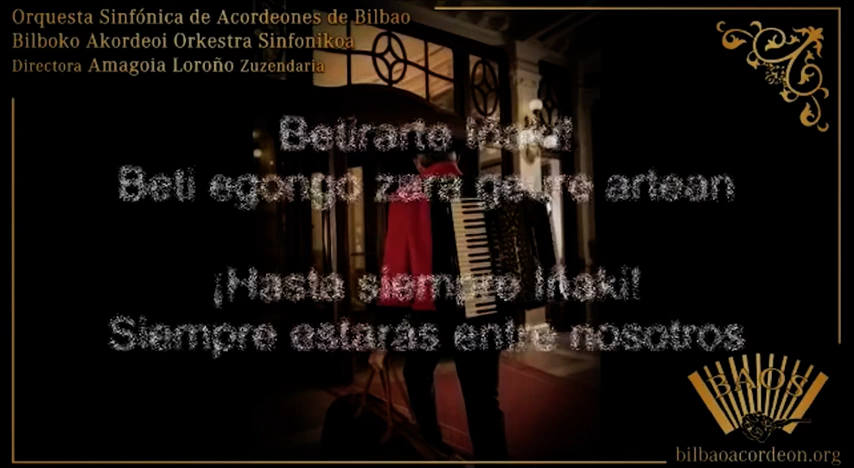 Orquesta Sinfónica de Acordeones de Bilbao
Bilboko Akordeoi Orkestra Sinfonikoa
Directora Amagoia Loroño Zuzendaria
Betirarte Iñaki!
Beti egongo zara geure artean
¡Hasta siempre Iñaki!
Siempre estarás entre nosotros
BAOS
bilbaoacordeon.org